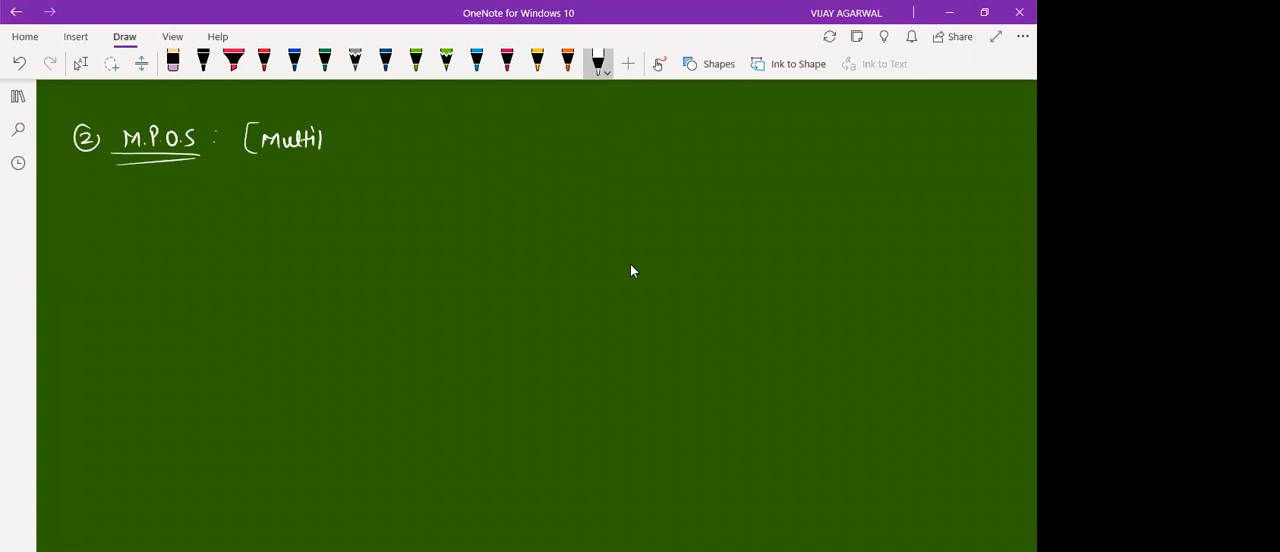 OneNote for Windows 10
VIJAY AGARWAL
Home Insert Draw View Help
Share
Shapes Ink to Shape Ink to Text
② M.P.O.S : [Multi